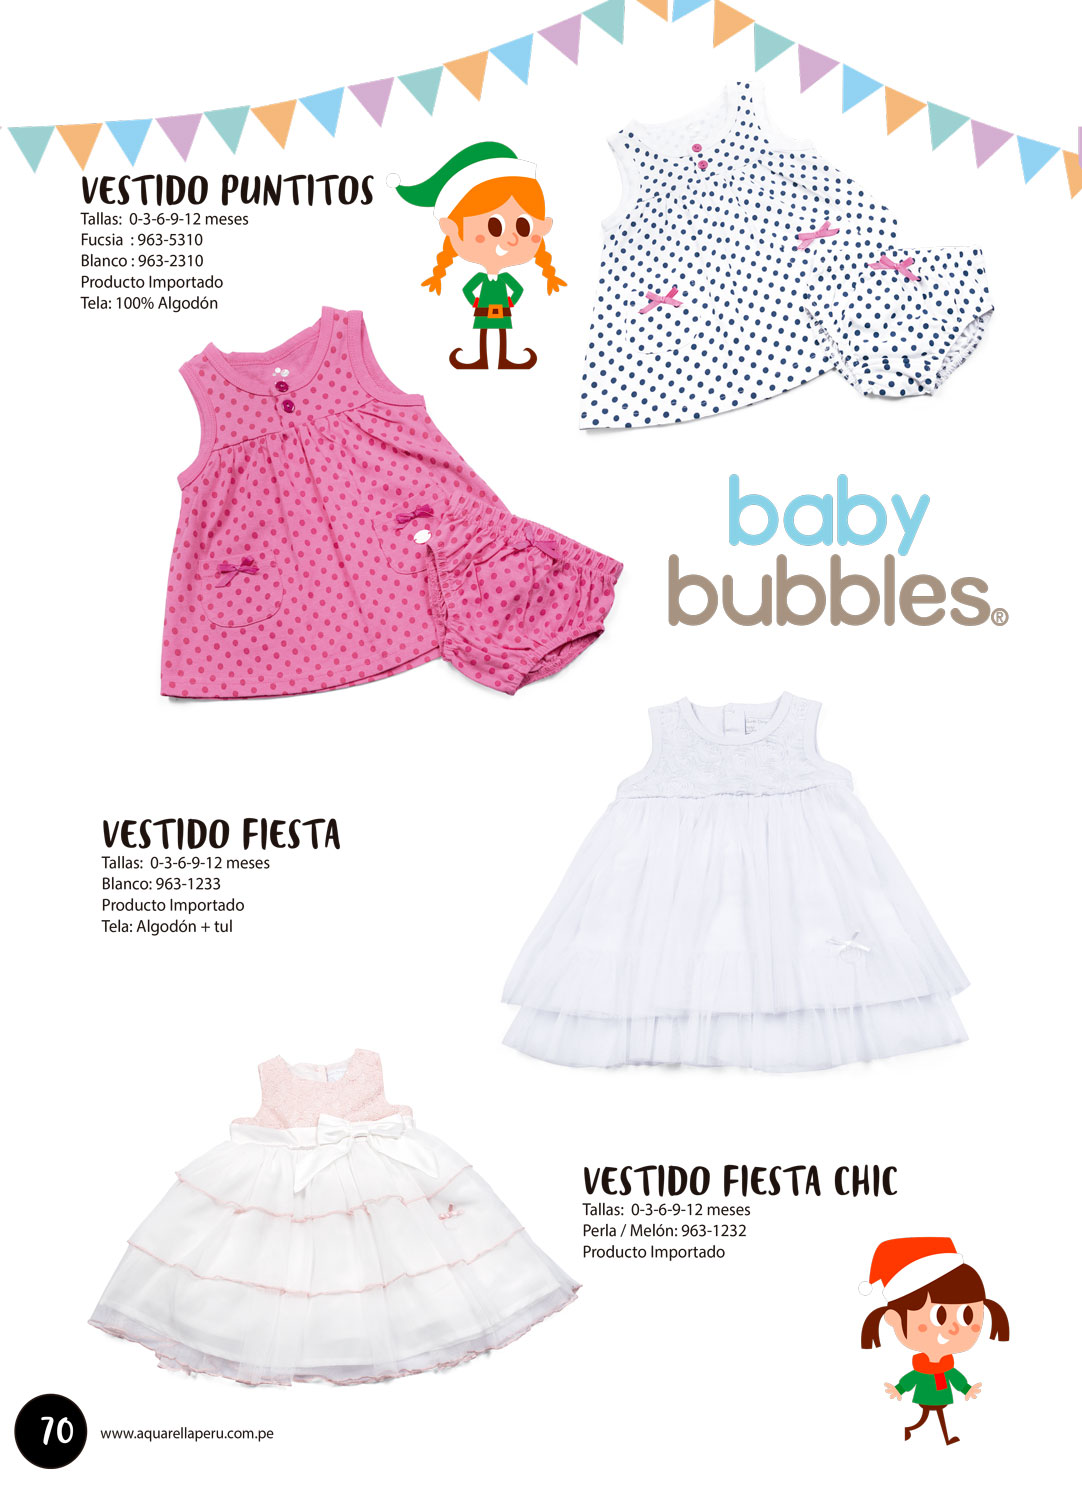 VESTIDO PUNTITOS
Tallas: 0-3-6-9-12 meses
Fucsia : 963-5310
Blanco : 963-2310
Producto Importado
Tela: 100% Algodón
baby
bubbles®
VESTIDO FIESTA
Tallas: 0-3-6-9-12 meses
Blanco: 963-1233
Producto Importado
Tela: Algodón + tul
VESTIDO FIESTA CHIC
Tallas: 0-3-6-9-12 meses
Perla / Melón: 963-1232
Producto Importado
70
www.aquarellaperu.com.pe